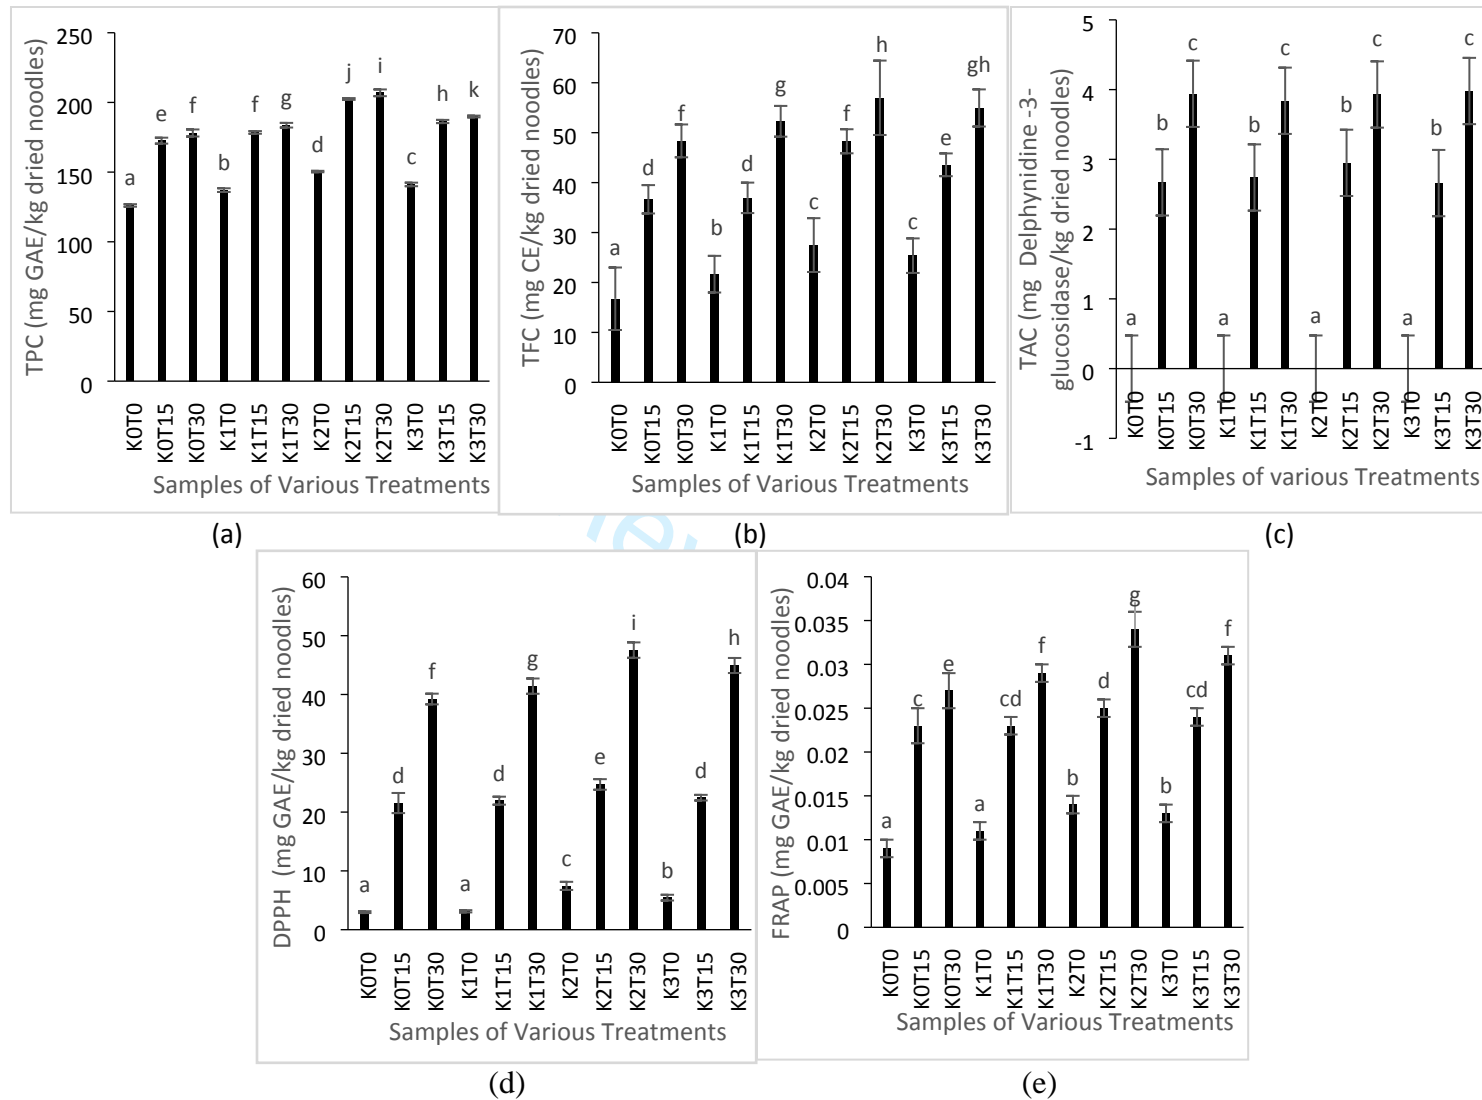 250
200
150
100
50
0
TPC (mg GAE/kg dried noodles)
a
e
f
b
f
g
d
j
i
c
h
k
K0T0
K0T15
K0T30
K1T0
K1T15
K1T30
K2T0
K2T15
K2T30
K3T0
K3T15
K3T30
Samples of Various Treatments
(a)
70
60
50
40
30
20
10
0
TFC (mg CE/kg dried noodles)
a
d
f
b
d
g
c
f
h
c
e
gh
K0T0
K0T15
K0T30
K1T0
K1T15
K1T30
K2T0
K2T15
K2T30
K3T0
K3T15
K3T30
Samples of Various Treatments
(b)
5
4
3
2
1
0
-1
TAC (mg Delphynidine -3-
glucosidase/kg dried noodles)
a
b
c
a
b
c
a
b
c
a
b
c
K0T0
K0T15
K0T30
K1T0
K1T15
K1T30
K2T0
K2T15
K2T30
K3T0
K3T15
K3T30
Samples of various Treatments
(c)
60
50
40
30
20
10
0
DPPH (mg GAE/kg dried noodles)
a
d
f
a
d
g
c
e
i
b
d
h
K0T0
K0T15
K0T30
K1T0
K1T15
K1T30
K2T0
K2T15
K2T30
K3T0
K3T15
K3T30
Samples of Various Treatments
(d)
0.04
0.035
0.03
0.025
0.02
0.015
0.01
0.005
0
FRAP (mg GAE/kg dried noodles)
a
c
e
a
cd
f
b
d
g
b
cd
f
K0T0
K0T15
K0T30
K1T0
K1T15
K1T30
K2T0
K2T15
K2T30
K3T0
K3T15
K3T30
Samples of Various Treatments
(e)